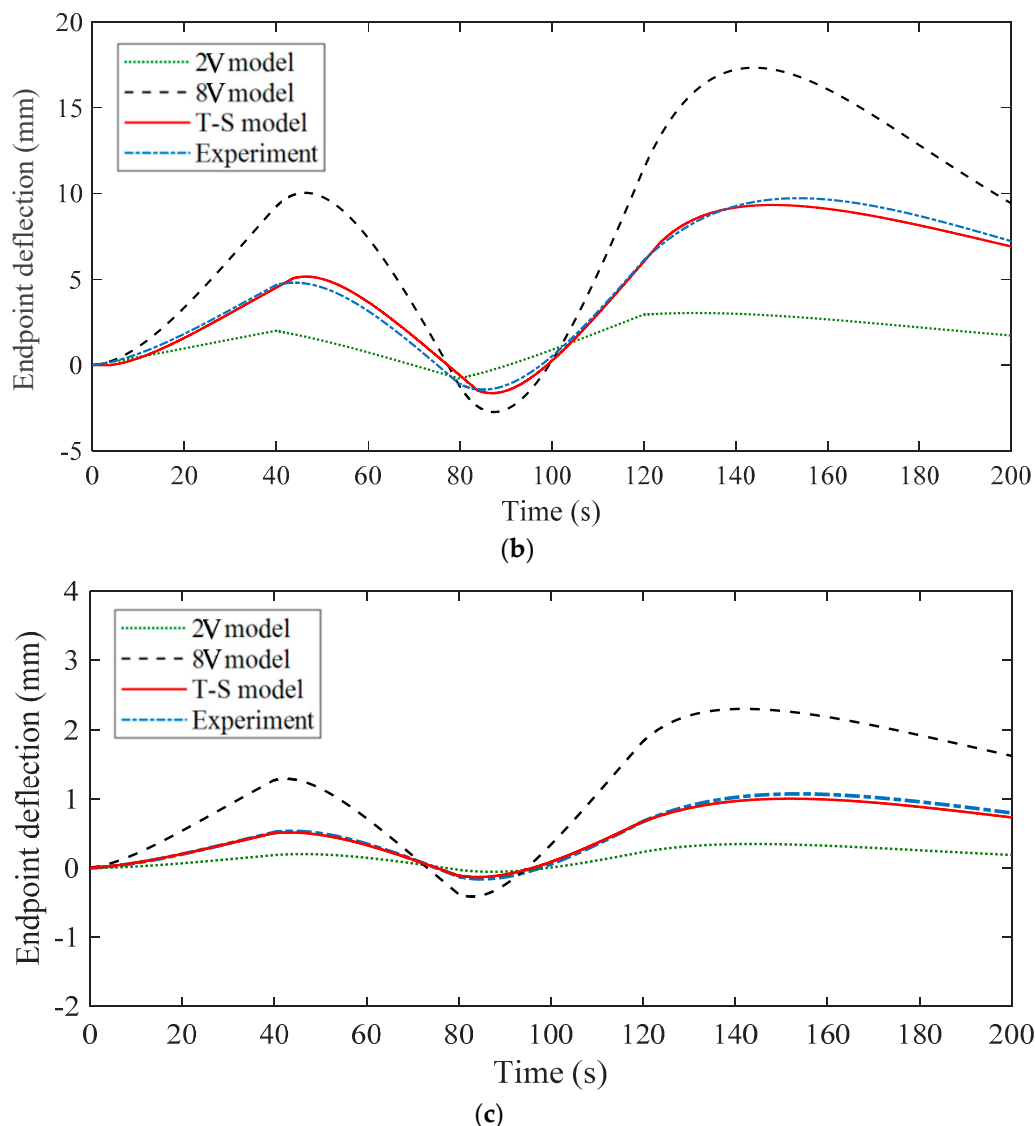 20
15
10
5
0
-5
Endpoint deflection (mm)
2V model
8V model
T-S model
Experiment
0 20 40 60 80 100 120 140 160 180 200
Time (s)
(b)
4
3
2
1
0
-1
-2
Endpoint deflection (mm)
2V model
8V model
T-S model
Experiment
0 20 40 60 80 100 120 140 160 180 200
Time (s)
(c)